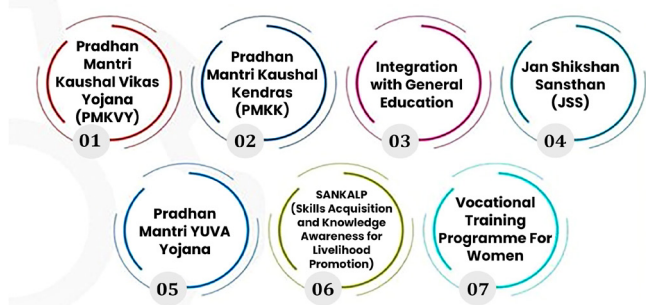 Pradhan
Mantri
Kaushal Vikas
Yojana
(PMKVY)
01
Pradhan
Mantri Kaushal
Kendras
(PMKK)
02
Integration
with General
Education
03
Jan Shikshan
Sansthan
(JSS)
04
Pradhan
Mantri YUVA
Yojana
05
SANKALP
(Skills Acquisition
and Knowledge
Awareness for
Livelihood
Promotion)
06
Vocational
Training
Programme For
Women
07